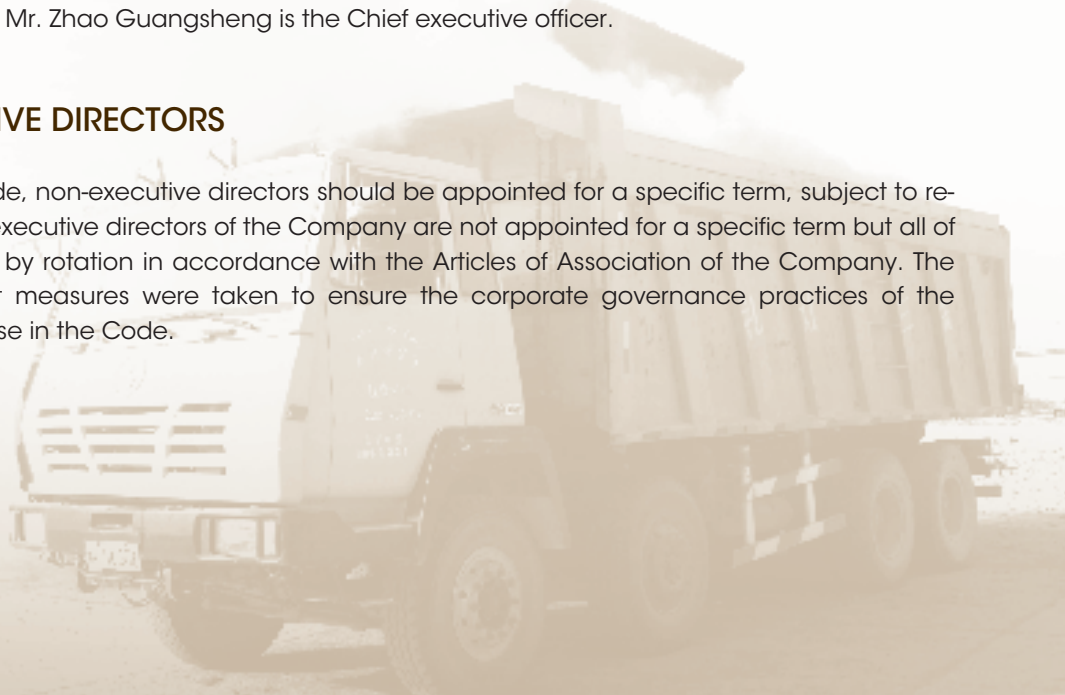 Mr. Zhao Guangsheng is the Chief executive officer.
IVE DIRECTORS
de, non-executive directors should be appointed for a specific term, subject to re-
executive directors of the Company are not appointed for a specific term but all of
by rotation in accordance with the Articles of Association of the Company. The
measures were taken to ensure the corporate governance practices of the
se in the Code.